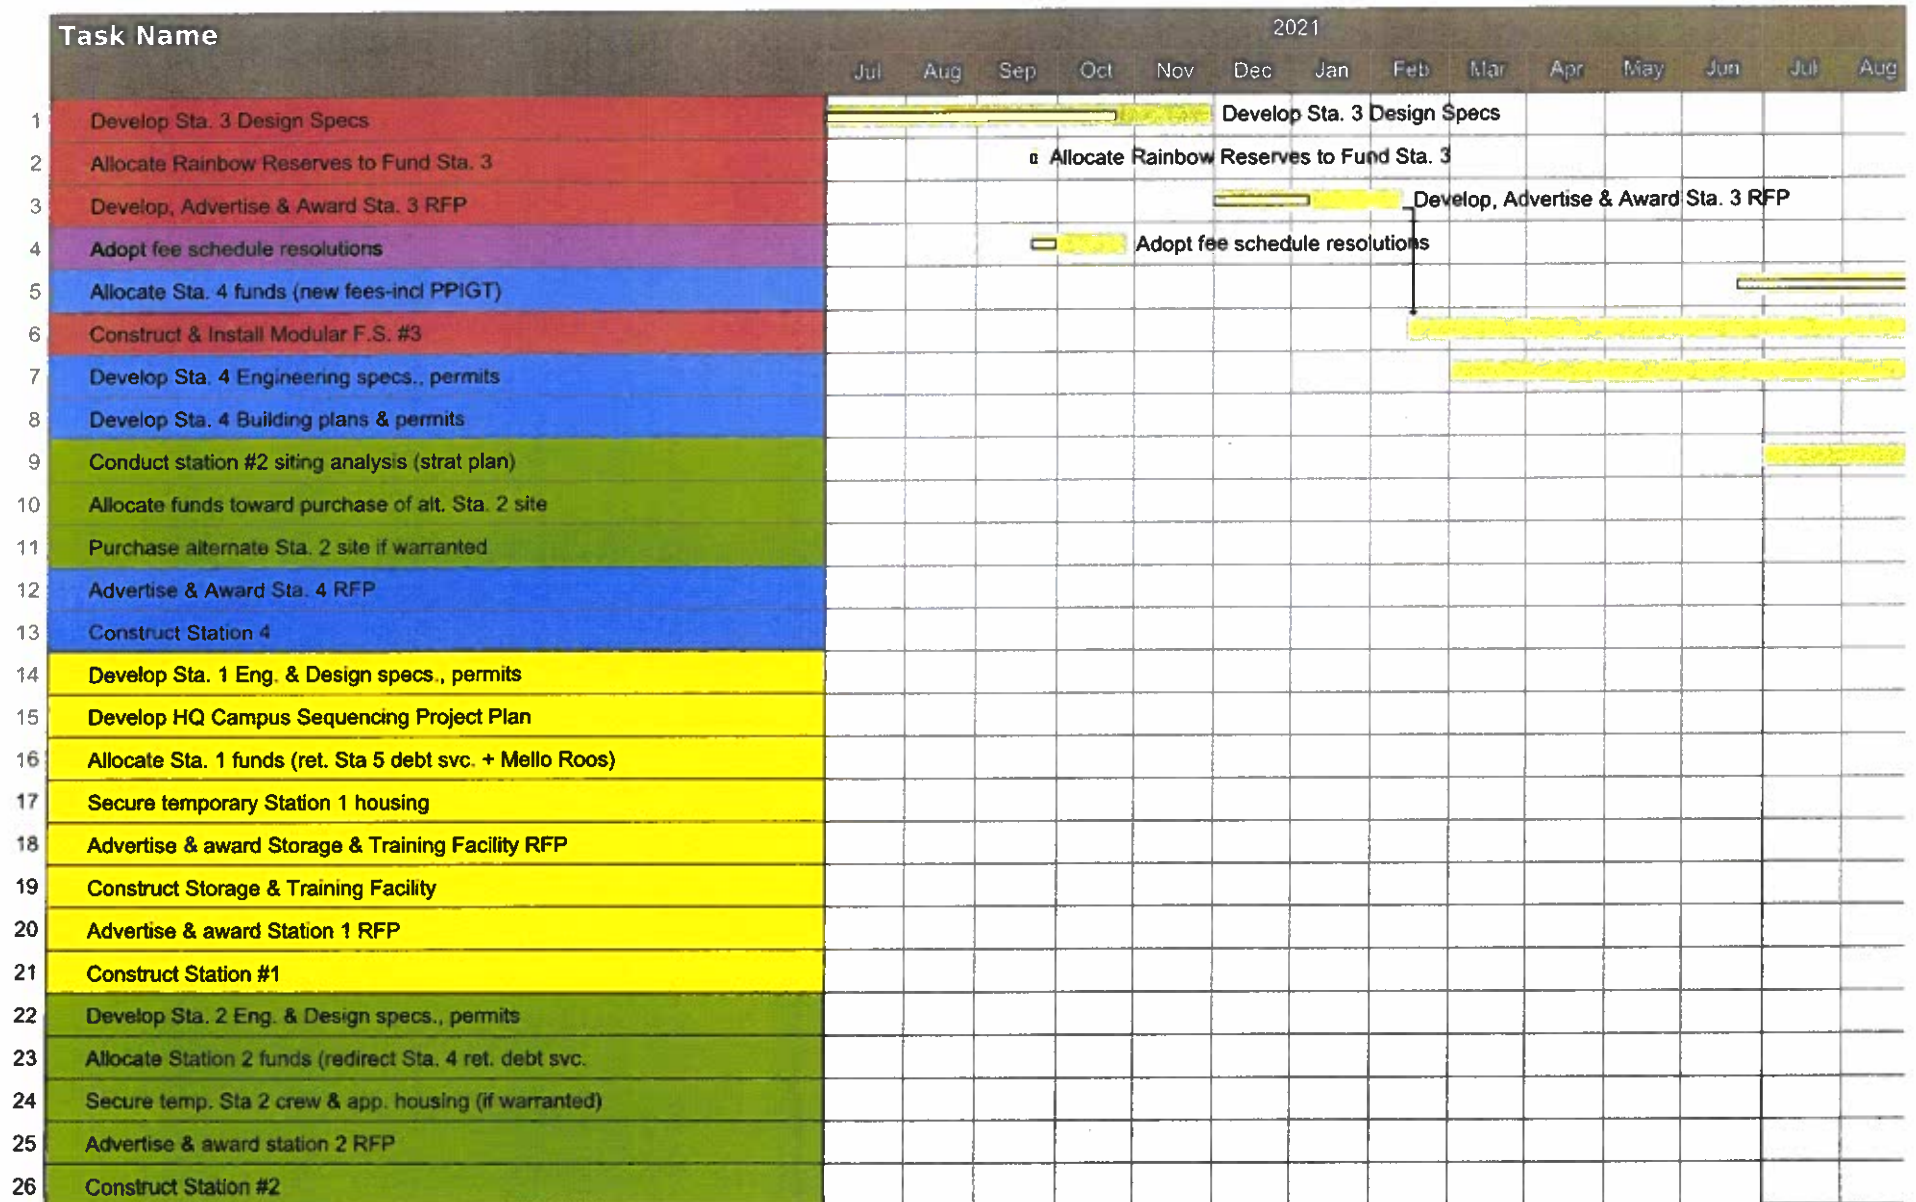 Task Name
2021
Jul Aug Sep Oct Nov Dec Jan Feb Mar Apr May Jun Jul Aug
1 Develop Sta. 3 Design Specs Develop Sta. 3 Design Specs
2 Allocate Rainbow Reserves to Fund Sta. 3 Allocate Rainbow Reserves to Fund Sta. 3
3 Develop, Advertise & Award Sta. 3 RFP Develop, Advertise & Award Sta. 3 RFP
4 Adopt fee schedule resolutions Adopt fee schedule resolutions
5 Allocate Sta. 4 funds (new fees-incl PPIGT)
6 Construct & Install Modular F.S. #3
7 Develop Sta. 4 Engineering specs., permits
8 Develop Sta. 4 Building plans & permits
9 Conduct station #2 siting analysis (strat plan)
10 Allocate funds toward purchase of alt. Sta. 2 site
11 Purchase alternate Sta. 2 site if warranted
12 Advertise & Award Sta. 4 RFP
13 Construct Station 4
14 Develop Sta. 1 Eng. & Design specs., permits
15 Develop HQ Campus Sequencing Project Plan
16 Allocate Sta. 1 funds (ret. Sta 5 debt svc. + Mello Roos)
17 Secure temporary Station 1 housing
18 Advertise & award Storage & Training Facility RFP
19 Construct Storage & Training Facility
20 Advertise & award Station 1 RFP
21 Construct Station #1
22 Develop Sta. 2 Eng. & Design specs., permits
23 Allocate Station 2 funds (redirect Sta. 4 ret. debt svc.
24 Secure temp. Sta 2 crew & app. housing (if warranted)
25 Advertise & award station 2 RFP
26 Construct Station #2